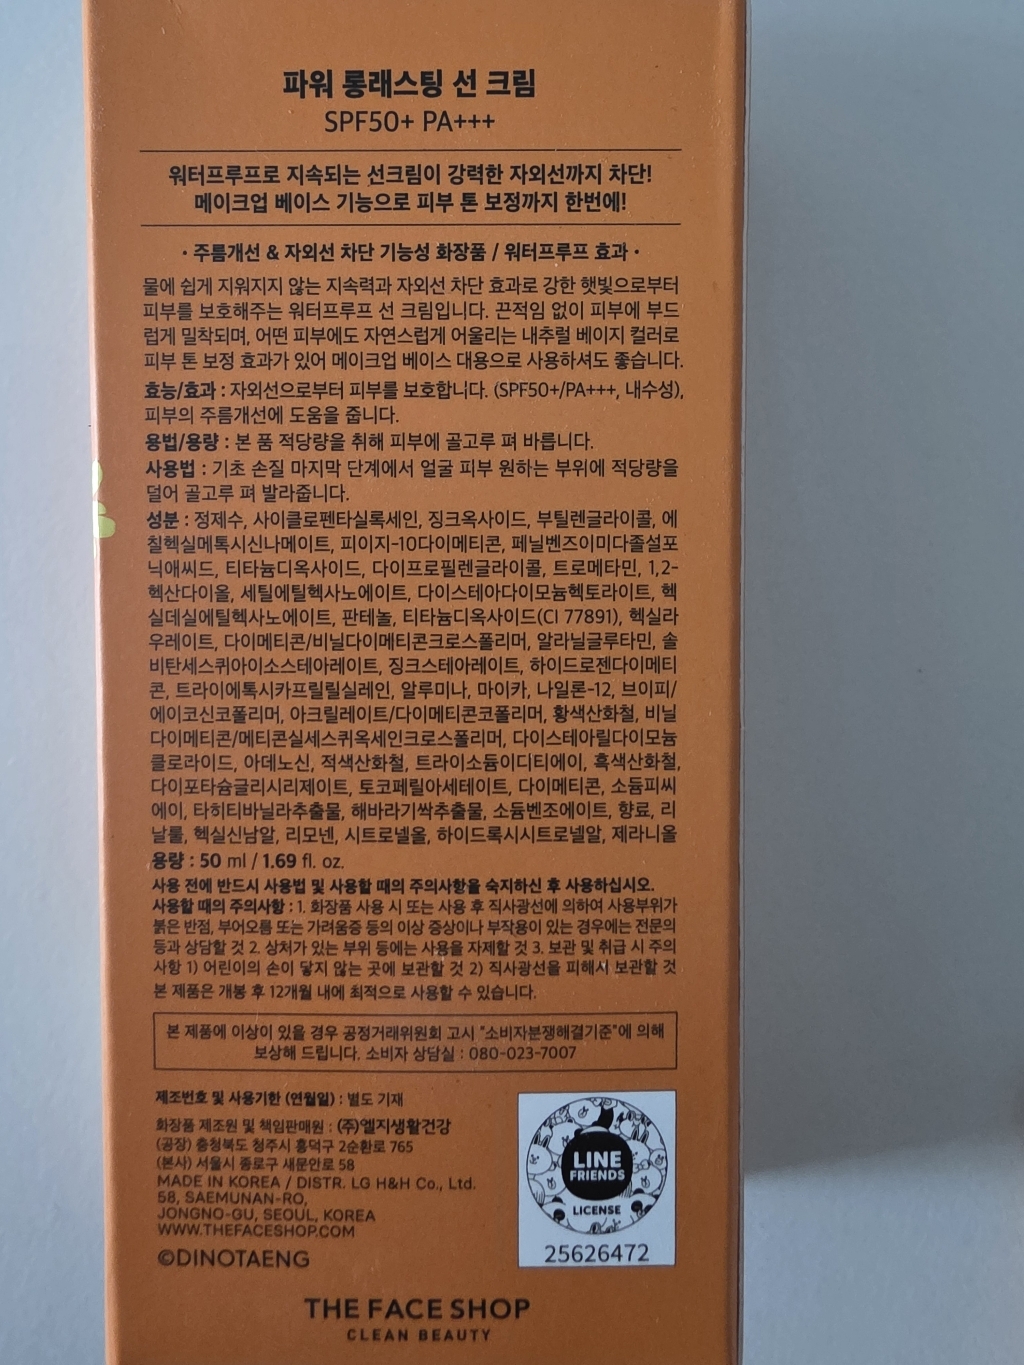 파워 롱래스팅 선 크림
SPF50+ PA+++
워터프루프로 지속되는 선크림이 강력한 자외선까지 차단!
메이크업 베이스 기능으로 피부 톤 보정까지 한번에!
· 주름개선 & 자외선 차단 기능성 화장품 / 워터프루프 효과 ·
물에 쉽게 지워지지 않는 지속력과 자외선 차단 효과로 강한 햇빛으로부터
피부를 보호해주는 워터프루프 선 크림입니다. 끈적임 없이 피부에 부드
럽게 밀착되며, 어떤 피부에도 자연스럽게 어울리는 내추럴 베이지 컬러로
피부 톤 보정 효과가 있어 메이크업 베이스 대용으로 사용하셔도 좋습니다.
효능/효과 : 자외선으로부터 피부를 보호합니다. (SPF50+/PA+++, 내수성),
피부의 주름개선에 도움을 줍니다.
용법/용량 : 본 품 적당량을 취해 피부에 골고루 펴 바릅니다.
사용법 : 기초 손질 마지막 단계에서 얼굴 피부 원하는 부위에 적당량을
덜어 골고루 펴 발라줍니다.
성분 : 정제수, 사이클로펜타실록세인, 징크옥사이드, 부틸렌글라이콜, 에
칠헥실메톡시신나메이트, 피이지-10다이메티콘, 페닐벤즈이미다졸설포
닉애씨드, 티타늄디옥사이드, 다이프로필렌글라이콜, 트로메타민, 1,2-
헥산다이올, 세틸에틸헥사노에이트, 다이스테아다이모늄헥토라이트, 헥
실데실에틸헥사노에이트, 판테놀, 티타늄디옥사이드(CI 77891), 헥실라
우레이트, 다이메티콘/비닐다이메티콘크로스폴리머, 알라닐글루타민, 솔
비탄세스퀴아이소스테아레이트, 징크스테아레이트, 하이드로젠다이메티
콘, 트라이에톡시카프릴릴실레인, 알루미나, 마이카, 나일론-12, 브이피/
에이코신코폴리머, 아크릴레이트/다이메티콘코폴리머, 황색산화철, 비닐
다이메티콘/메티콘실세스퀴옥세인크로스폴리머, 다이스테아릴다이모늄
클로라이드, 아데노신, 적색산화철, 트라이소듐이디티에이, 흑색산화철,
다이포타슘글리시리제이트, 토코페릴아세테이트, 다이메티콘, 소듐피씨
에이, 타히티바닐라추출물, 해바라기싹추출물, 소듐벤조에이트, 향료, 리
날룰, 헥실신남알, 리모넨, 시트로넬올, 하이드록시시트로넬알, 제라니올
용량 : 50 ml / 1.69 fl. oz.
사용 전에 반드시 사용법 및 사용할 때의 주의사항을 숙지하신 후 사용하십시오.
사용할 때의 주의사항 : 1. 화장품 사용 시 또는 사용 후 직사광선에 의하여 사용부위가
붉은 반점, 부어오름 또는 가려움증 등의 이상 증상이나 부작용이 있는 경우에는 전문의
등과 상담할 것 2. 상처가 있는 부위 등에는 사용을 자제할 것 3. 보관 및 취급 시 주의
사항 1) 어린이의 손이 닿지 않는 곳에 보관할 것 2) 직사광선을 피해서 보관할 것
본 제품은 개봉 후 12개월 내에 최적으로 사용할 수 있습니다.
본 제품에 이상이 있을 경우 공정거래위원회 고시 "소비자분쟁해결기준"에 의해
보상해 드립니다. 소비자 상담실 : 080-023-7007
제조번호 및 사용기한 (연월일) : 별도 기재
화장품 제조원 및 책임판매원 : (주)엘지생활건강
(공장) 충청북도 청주시 흥덕구 2순환로 765
(본사) 서울시 종로구 새문안로 58
MADE IN KOREA / DISTR. LG H&H Co., Ltd.
58, SAEMUNAN-RO,
JONGNO-GU, SEOUL, KOREA
WWW.THEFACESHOP.COM
©DINOTAENG
LINE
FRIENDS
LICENSE
25626472
THE FACE SHOP
CLEAN BEAUTY